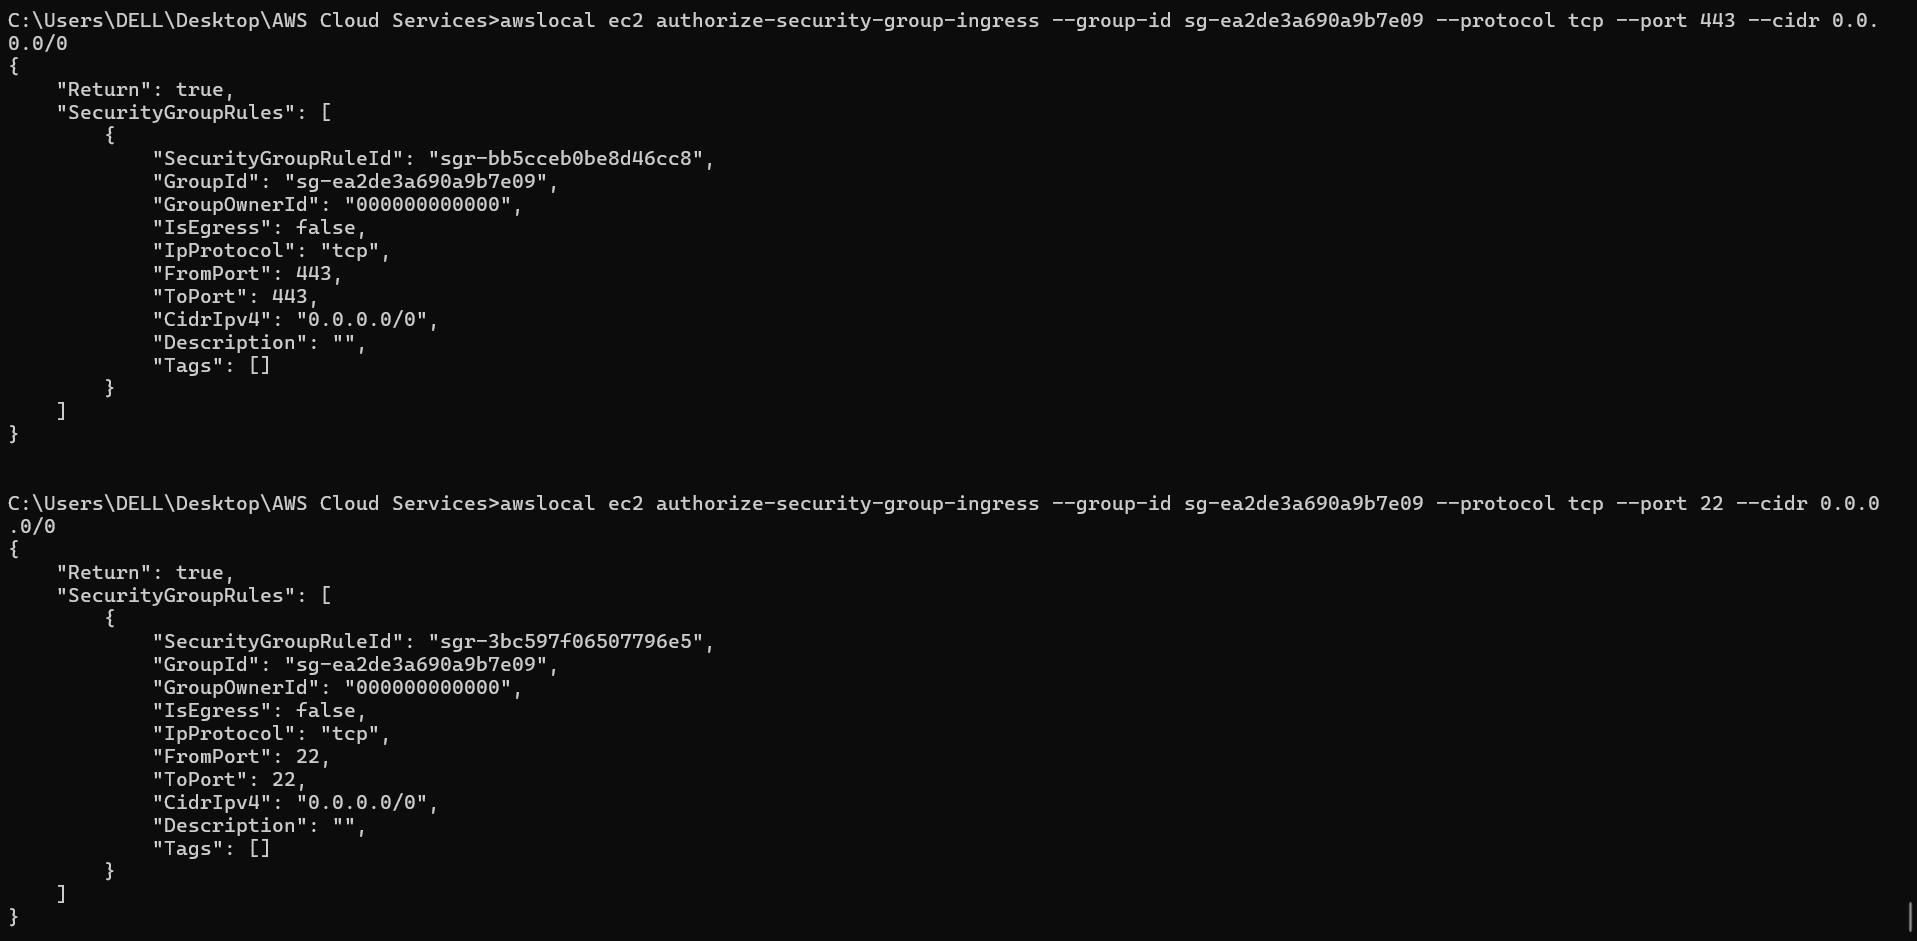 C:\Users\DELL\Desktop\AWS Cloud Services>awslocal ec2 authorize-security-group-ingress --group-id sg-ea2de3a690a9b7e09 --protocol tcp --port 443 --cidr 0.0.
0.0/0
{
    "Return": true,
    "SecurityGroupRules": [
        {
            "SecurityGroupRuleId": "sgr-bb5cceb0be8d46cc8",
            "GroupId": "sg-ea2de3a690a9b7e09",
            "GroupOwnerId": "000000000000",
            "IsEgress": false,
            "IpProtocol": "tcp",
            "FromPort": 443,
            "ToPort": 443,
            "CidrIpv4": "0.0.0.0/0",
            "Description": "",
            "Tags": []
        }
    ]
}
C:\Users\DELL\Desktop\AWS Cloud Services>awslocal ec2 authorize-security-group-ingress --group-id sg-ea2de3a690a9b7e09 --protocol tcp --port 22 --cidr 0.0.0
.0/0
{
    "Return": true,
    "SecurityGroupRules": [
        {
            "SecurityGroupRuleId": "sgr-3bc597f06507796e5",
            "GroupId": "sg-ea2de3a690a9b7e09",
            "GroupOwnerId": "000000000000",
            "IsEgress": false,
            "IpProtocol": "tcp",
            "FromPort": 22,
            "ToPort": 22,
            "CidrIpv4": "0.0.0.0/0",
            "Description": "",
            "Tags": []
        }
    ]
}